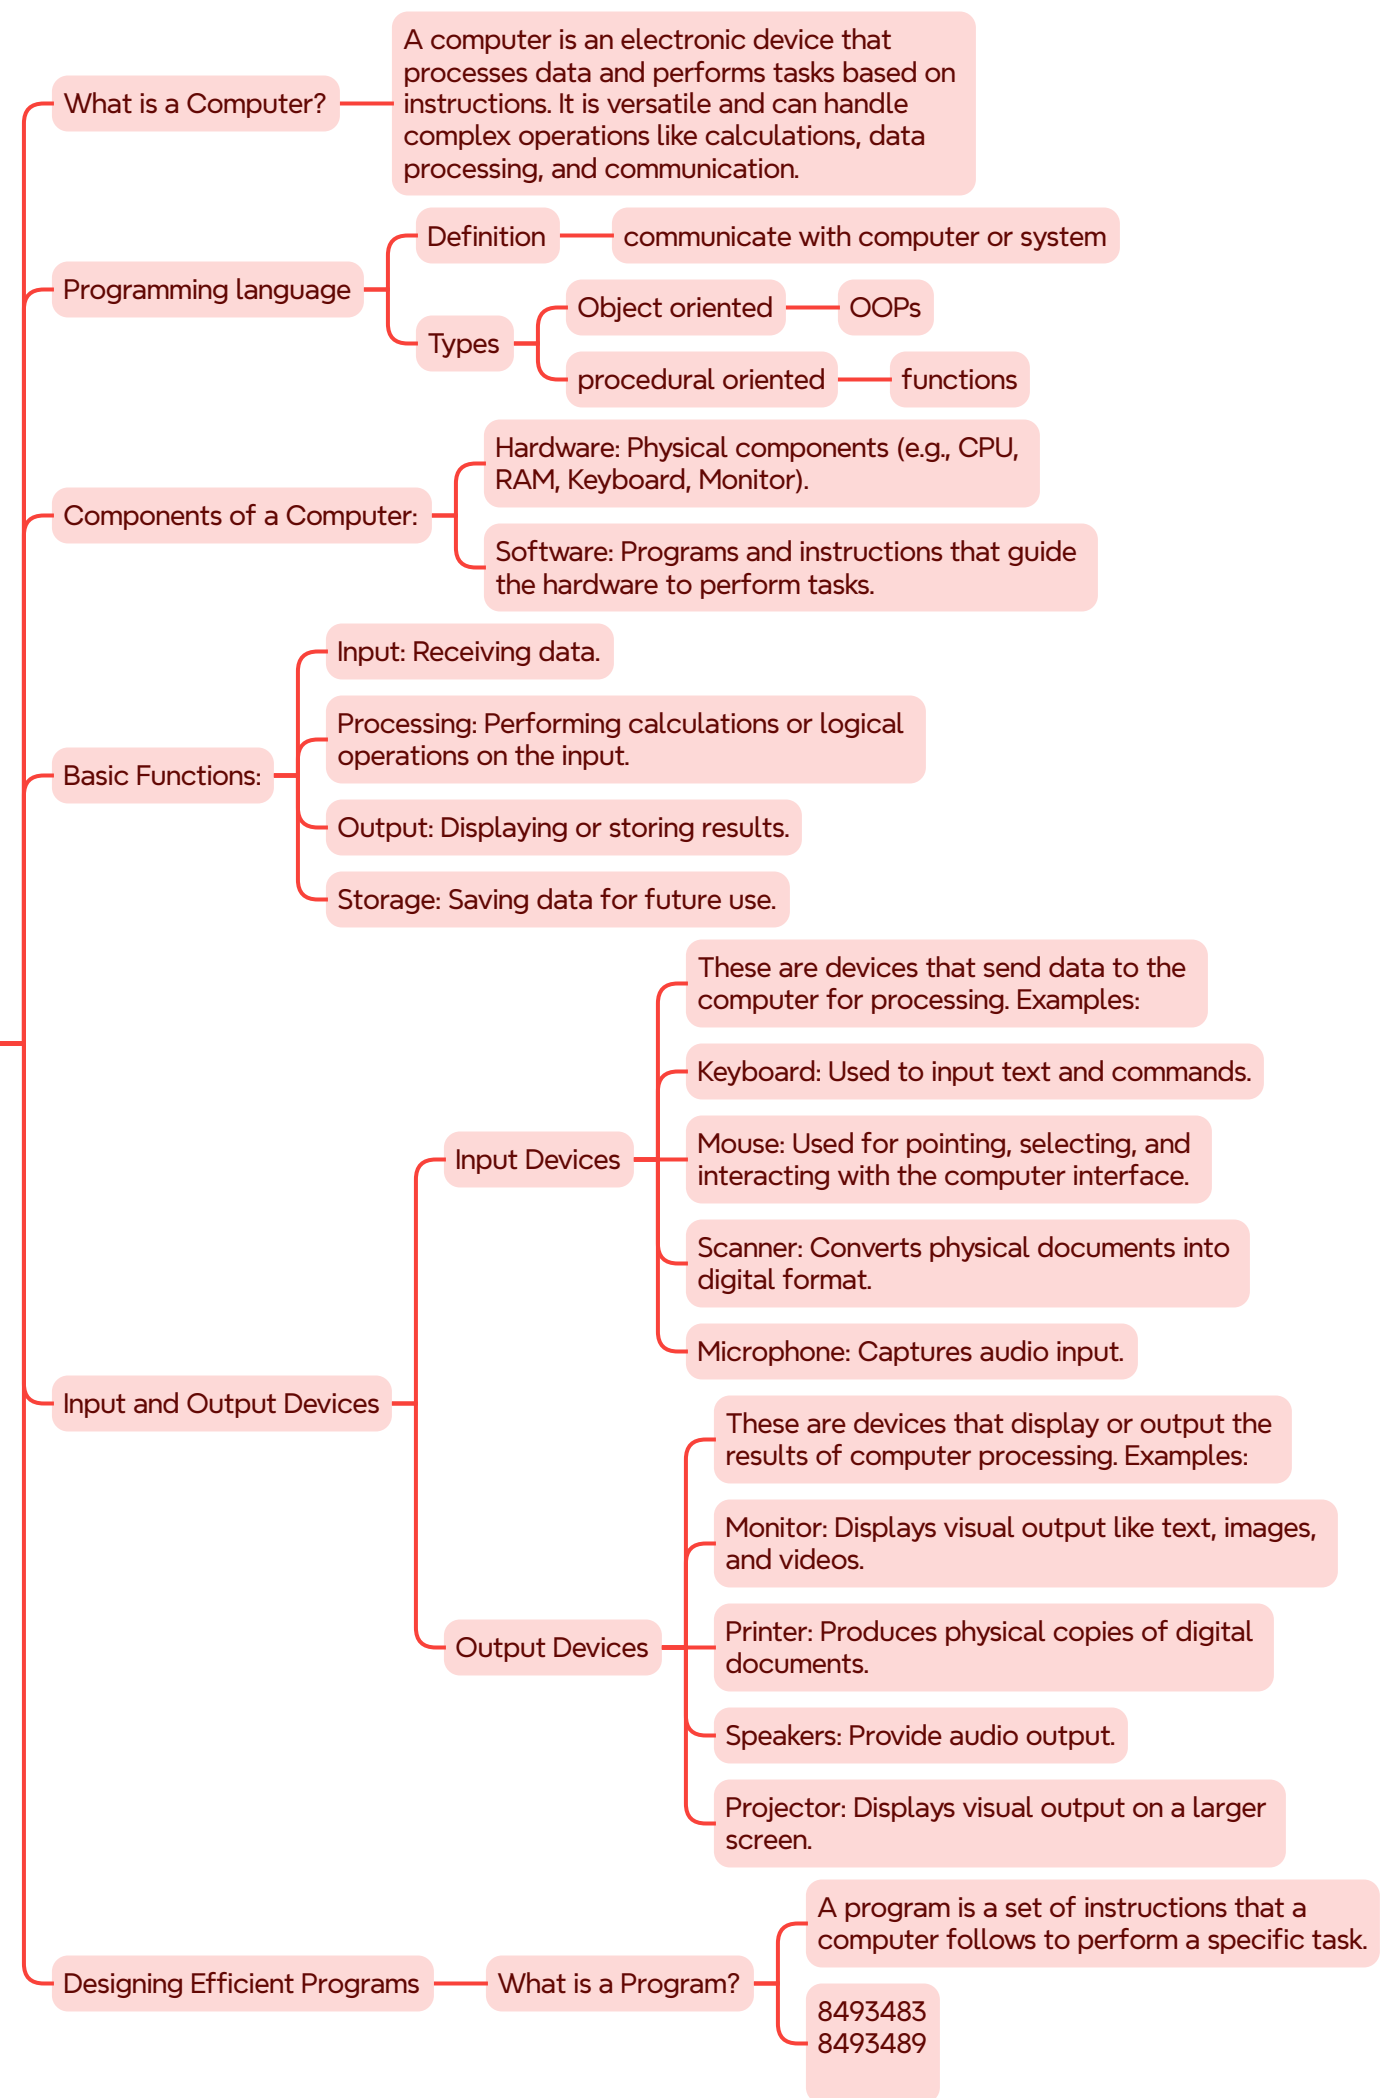 What is a Computer?
A computer is an electronic device that
processes data and performs tasks based on
instructions. It is versatile and can handle
complex operations like calculations, data
processing, and communication.
Programming language
Definition
communicate with computer or system
Types
Object oriented
OOPs
procedural oriented
functions
Components of a Computer:
Hardware: Physical components (e.g., CPU,
RAM, Keyboard, Monitor).
Software: Programs and instructions that guide
the hardware to perform tasks.
Basic Functions:
Input: Receiving data.
Processing: Performing calculations or logical
operations on the input.
Output: Displaying or storing results.
Storage: Saving data for future use.
Input and Output Devices
Input Devices
These are devices that send data to the
computer for processing. Examples:
Keyboard: Used to input text and commands.
Mouse: Used for pointing, selecting, and
interacting with the computer interface.
Scanner: Converts physical documents into
digital format.
Microphone: Captures audio input.
Output Devices
These are devices that display or output the
results of computer processing. Examples:
Monitor: Displays visual output like text, images,
and videos.
Printer: Produces physical copies of digital
documents.
Speakers: Provide audio output.
Projector: Displays visual output on a larger
screen.
Designing Efficient Programs
What is a Program?
A program is a set of instructions that a
computer follows to perform a specific task.
8493483
8493489